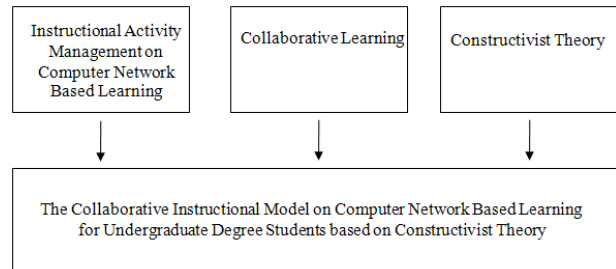 Instructional Activity
Management on
Computer Network
Based Learning
Collaborative Learning
Constructivist Theory
The Collaborative Instructional Model on Computer Network Based Learning
for Undergraduate Degree Students based on Constructivist Theory